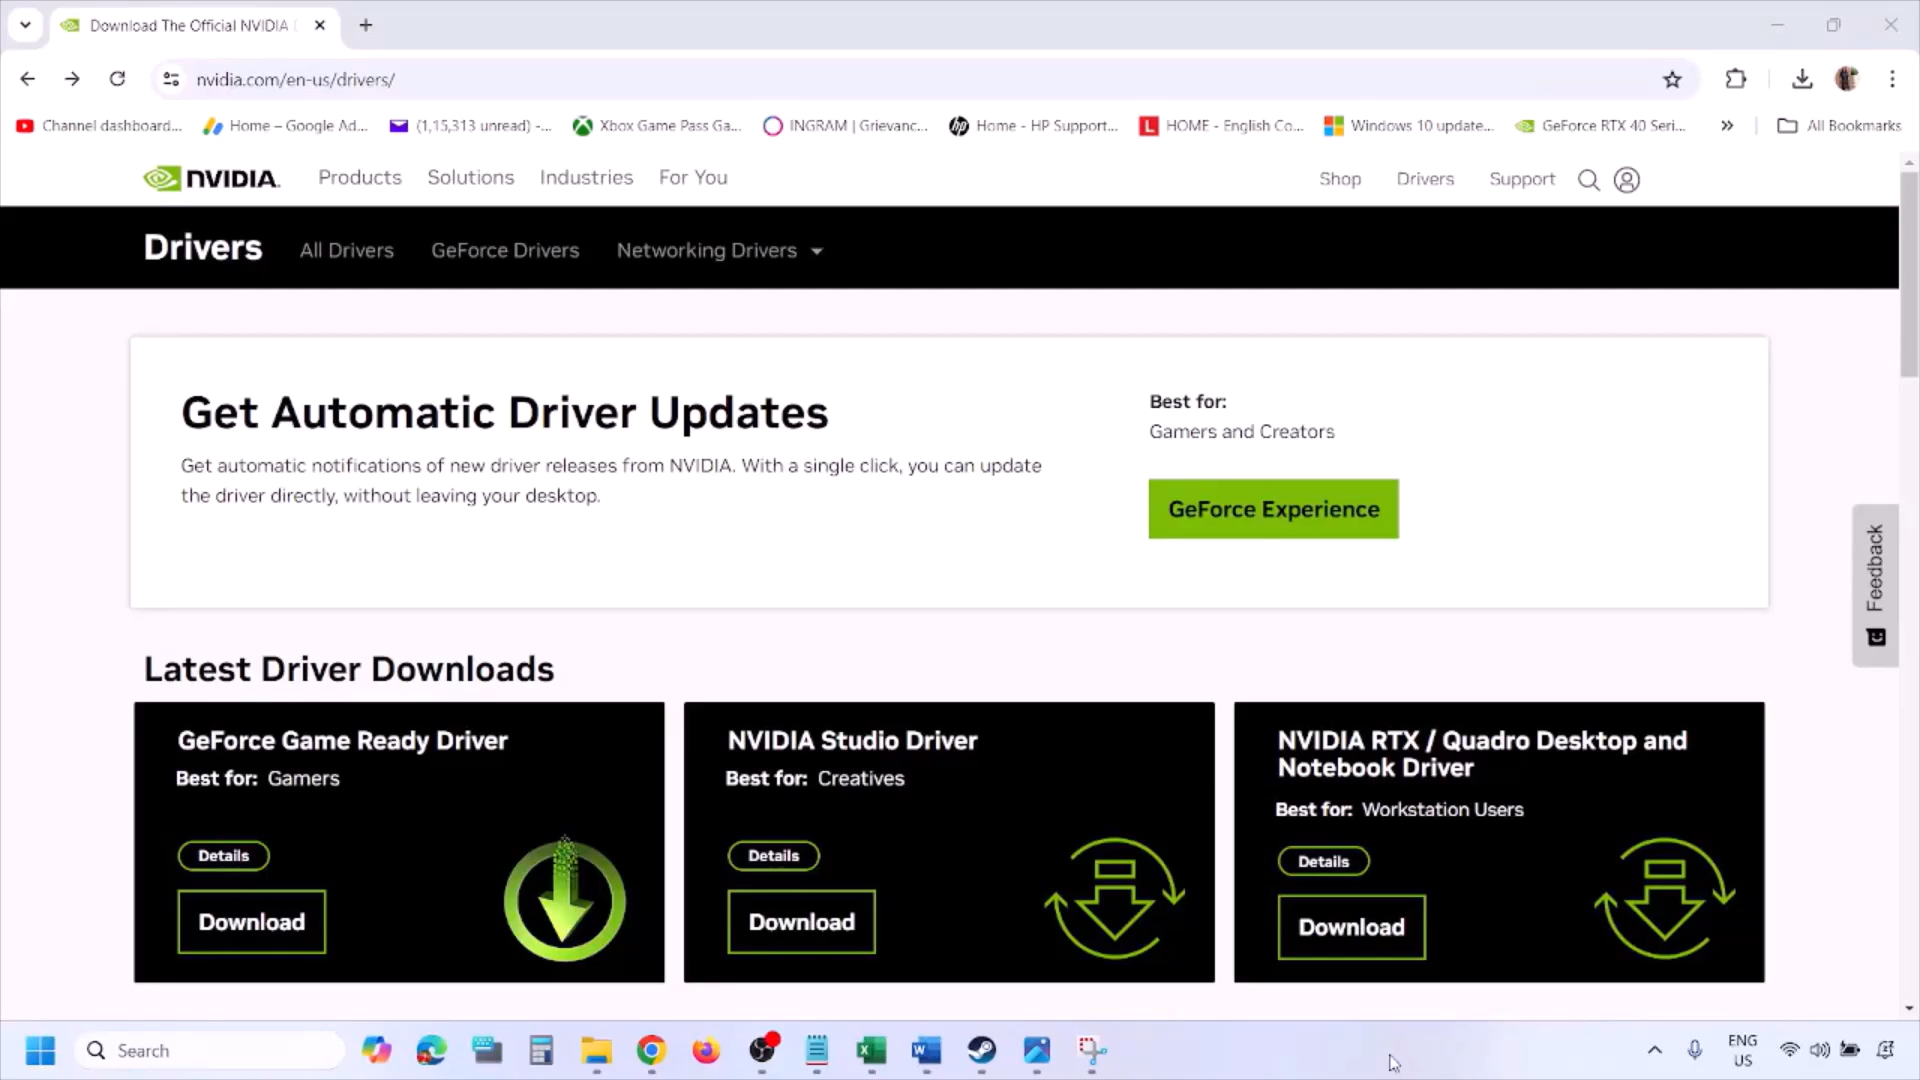 Download The Official NVIDIA
nvidia.com/en-us/drivers/
Channel dashboard...
Home – Google Ad...
(1,15,313 unread) -...
Xbox Game Pass Ga...
INGRAM | Grievanc...
Home - HP Support...
HOME - English Co...
Windows 10 update...
GeForce RTX 40 Seri...
All Bookmarks
NVIDIA.
Products
Solutions
Industries
For You
Shop
Drivers
Support
Drivers
All Drivers
GeForce Drivers
Networking Drivers
Get Automatic Driver Updates
Get automatic notifications of new driver releases from NVIDIA. With a single click, you can update
the driver directly, without leaving your desktop.
Best for:
Gamers and Creators
GeForce Experience
Feedback
Latest Driver Downloads
GeForce Game Ready Driver
Best for: Gamers
Details
Download
NVIDIA Studio Driver
Best for: Creatives
Details
Download
NVIDIA RTX / Quadro Desktop and
Notebook Driver
Best for: Workstation Users
Details
Download
Search
ENG
US